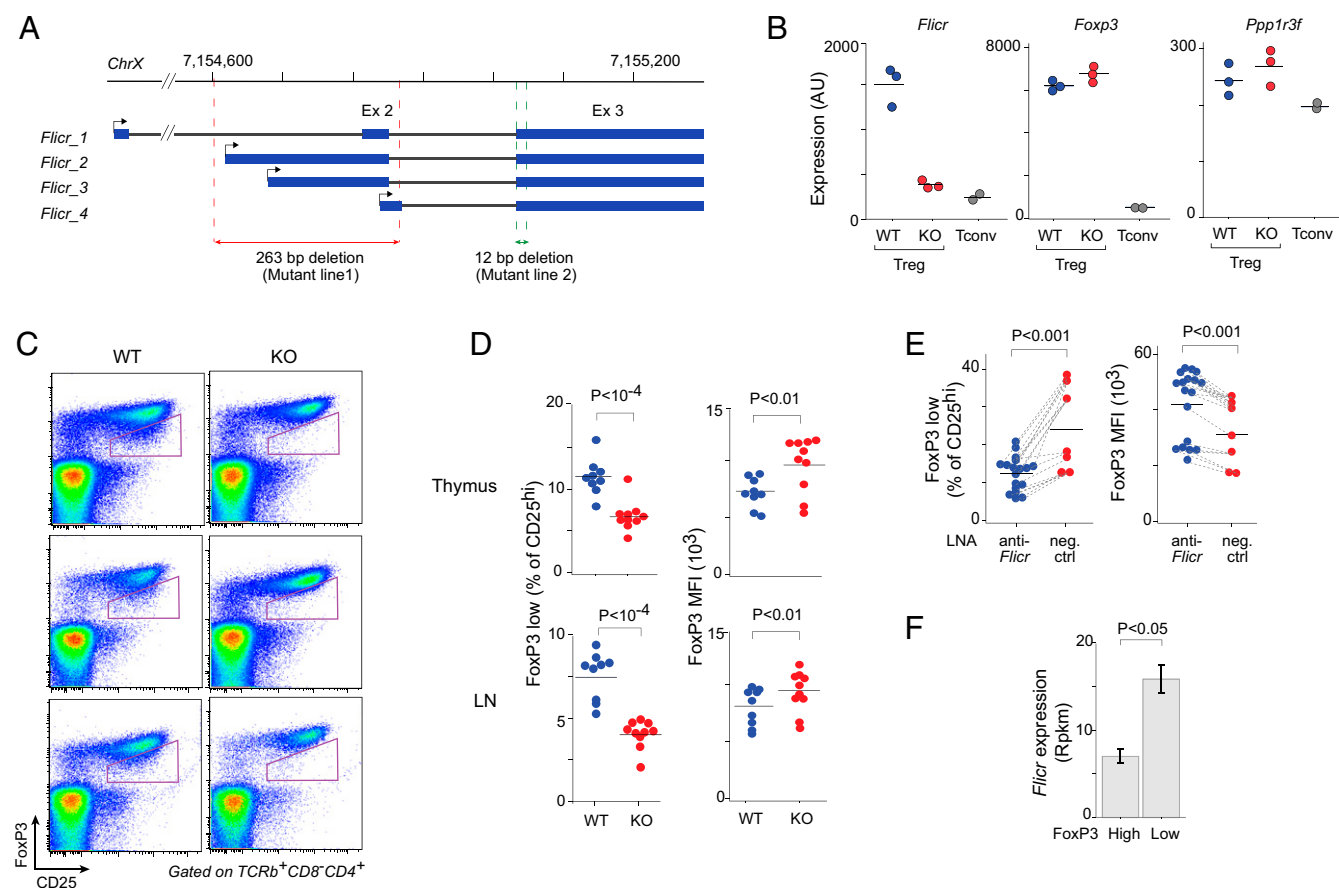 A
ChrX
7,154,600
7,155,200
Ex 2
Ex 3
Flicr_1
Flicr_2
Flicr_3
Flicr_4
263 bp deletion
(Mutant line1)
12 bp deletion
(Mutant line 2)
B
Flicr
Foxp3
Ppp1r3f
Expression (AU)
2000
1000
0
8000
4000
0
300
0
WT KO Tconv
Treg
WT KO Tconv
Treg
WT KO Tconv
Treg
C
WT
KO
FoxP3
CD25
Gated on TCRb+CD8-CD4+
D
Thymus
LN
FoxP3 low (% of CD25hi)
P<10-4
20
10
0
P<10-4
10
5
0
WT KO
FoxP3 MFI (103)
P<0.01
15
0
P<0.01
15
0
WT KO
E
P<0.001
FoxP3 low
(% of CD25hi)
40
20
0
LNA
anti-
Flicr
neg.
ctrl
P<0.001
FoxP3 MFI (103)
60
30
0
anti-
Flicr
neg.
ctrl
F
P<0.05
Flicr expression
(Rpkm)
20
10
0
FoxP3 High Low